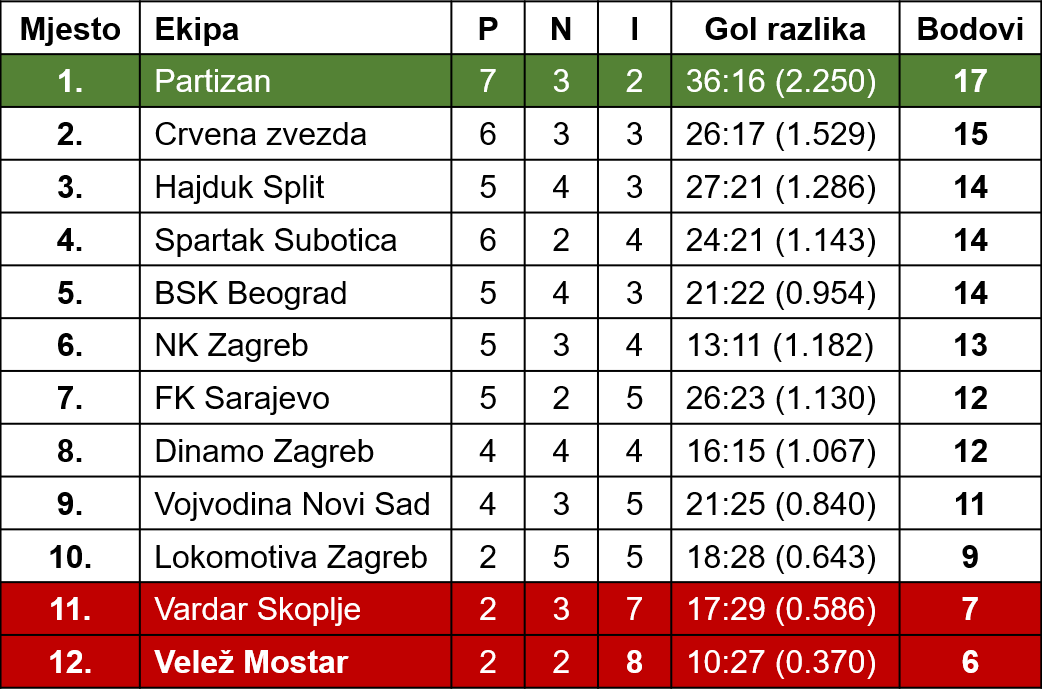 Mjesto Ekipa P N I Gol razlika Bodovi
1. Partizan 7 3 2 36:16 (2.250) 17
2. Crvena zvezda 6 3 3 26:17 (1.529) 15
3. Hajduk Split 5 4 3 27:21 (1.286) 14
4. Spartak Subotica 6 2 4 24:21 (1.143) 14
5. BSK Beograd 5 4 3 21:22 (0.954) 14
6. NK Zagreb 5 3 4 13:11 (1.182) 13
7. FK Sarajevo 5 2 5 26:23 (1.130) 12
8. Dinamo Zagreb 4 4 4 16:15 (1.067) 12
9. Vojvodina Novi Sad 4 3 5 21:25 (0.840) 11
10. Lokomotiva Zagreb 2 5 5 18:28 (0.643) 9
11. Vardar Skoplje 2 3 7 17:29 (0.586) 7
12. Velež Mostar 2 2 8 10:27 (0.370) 6